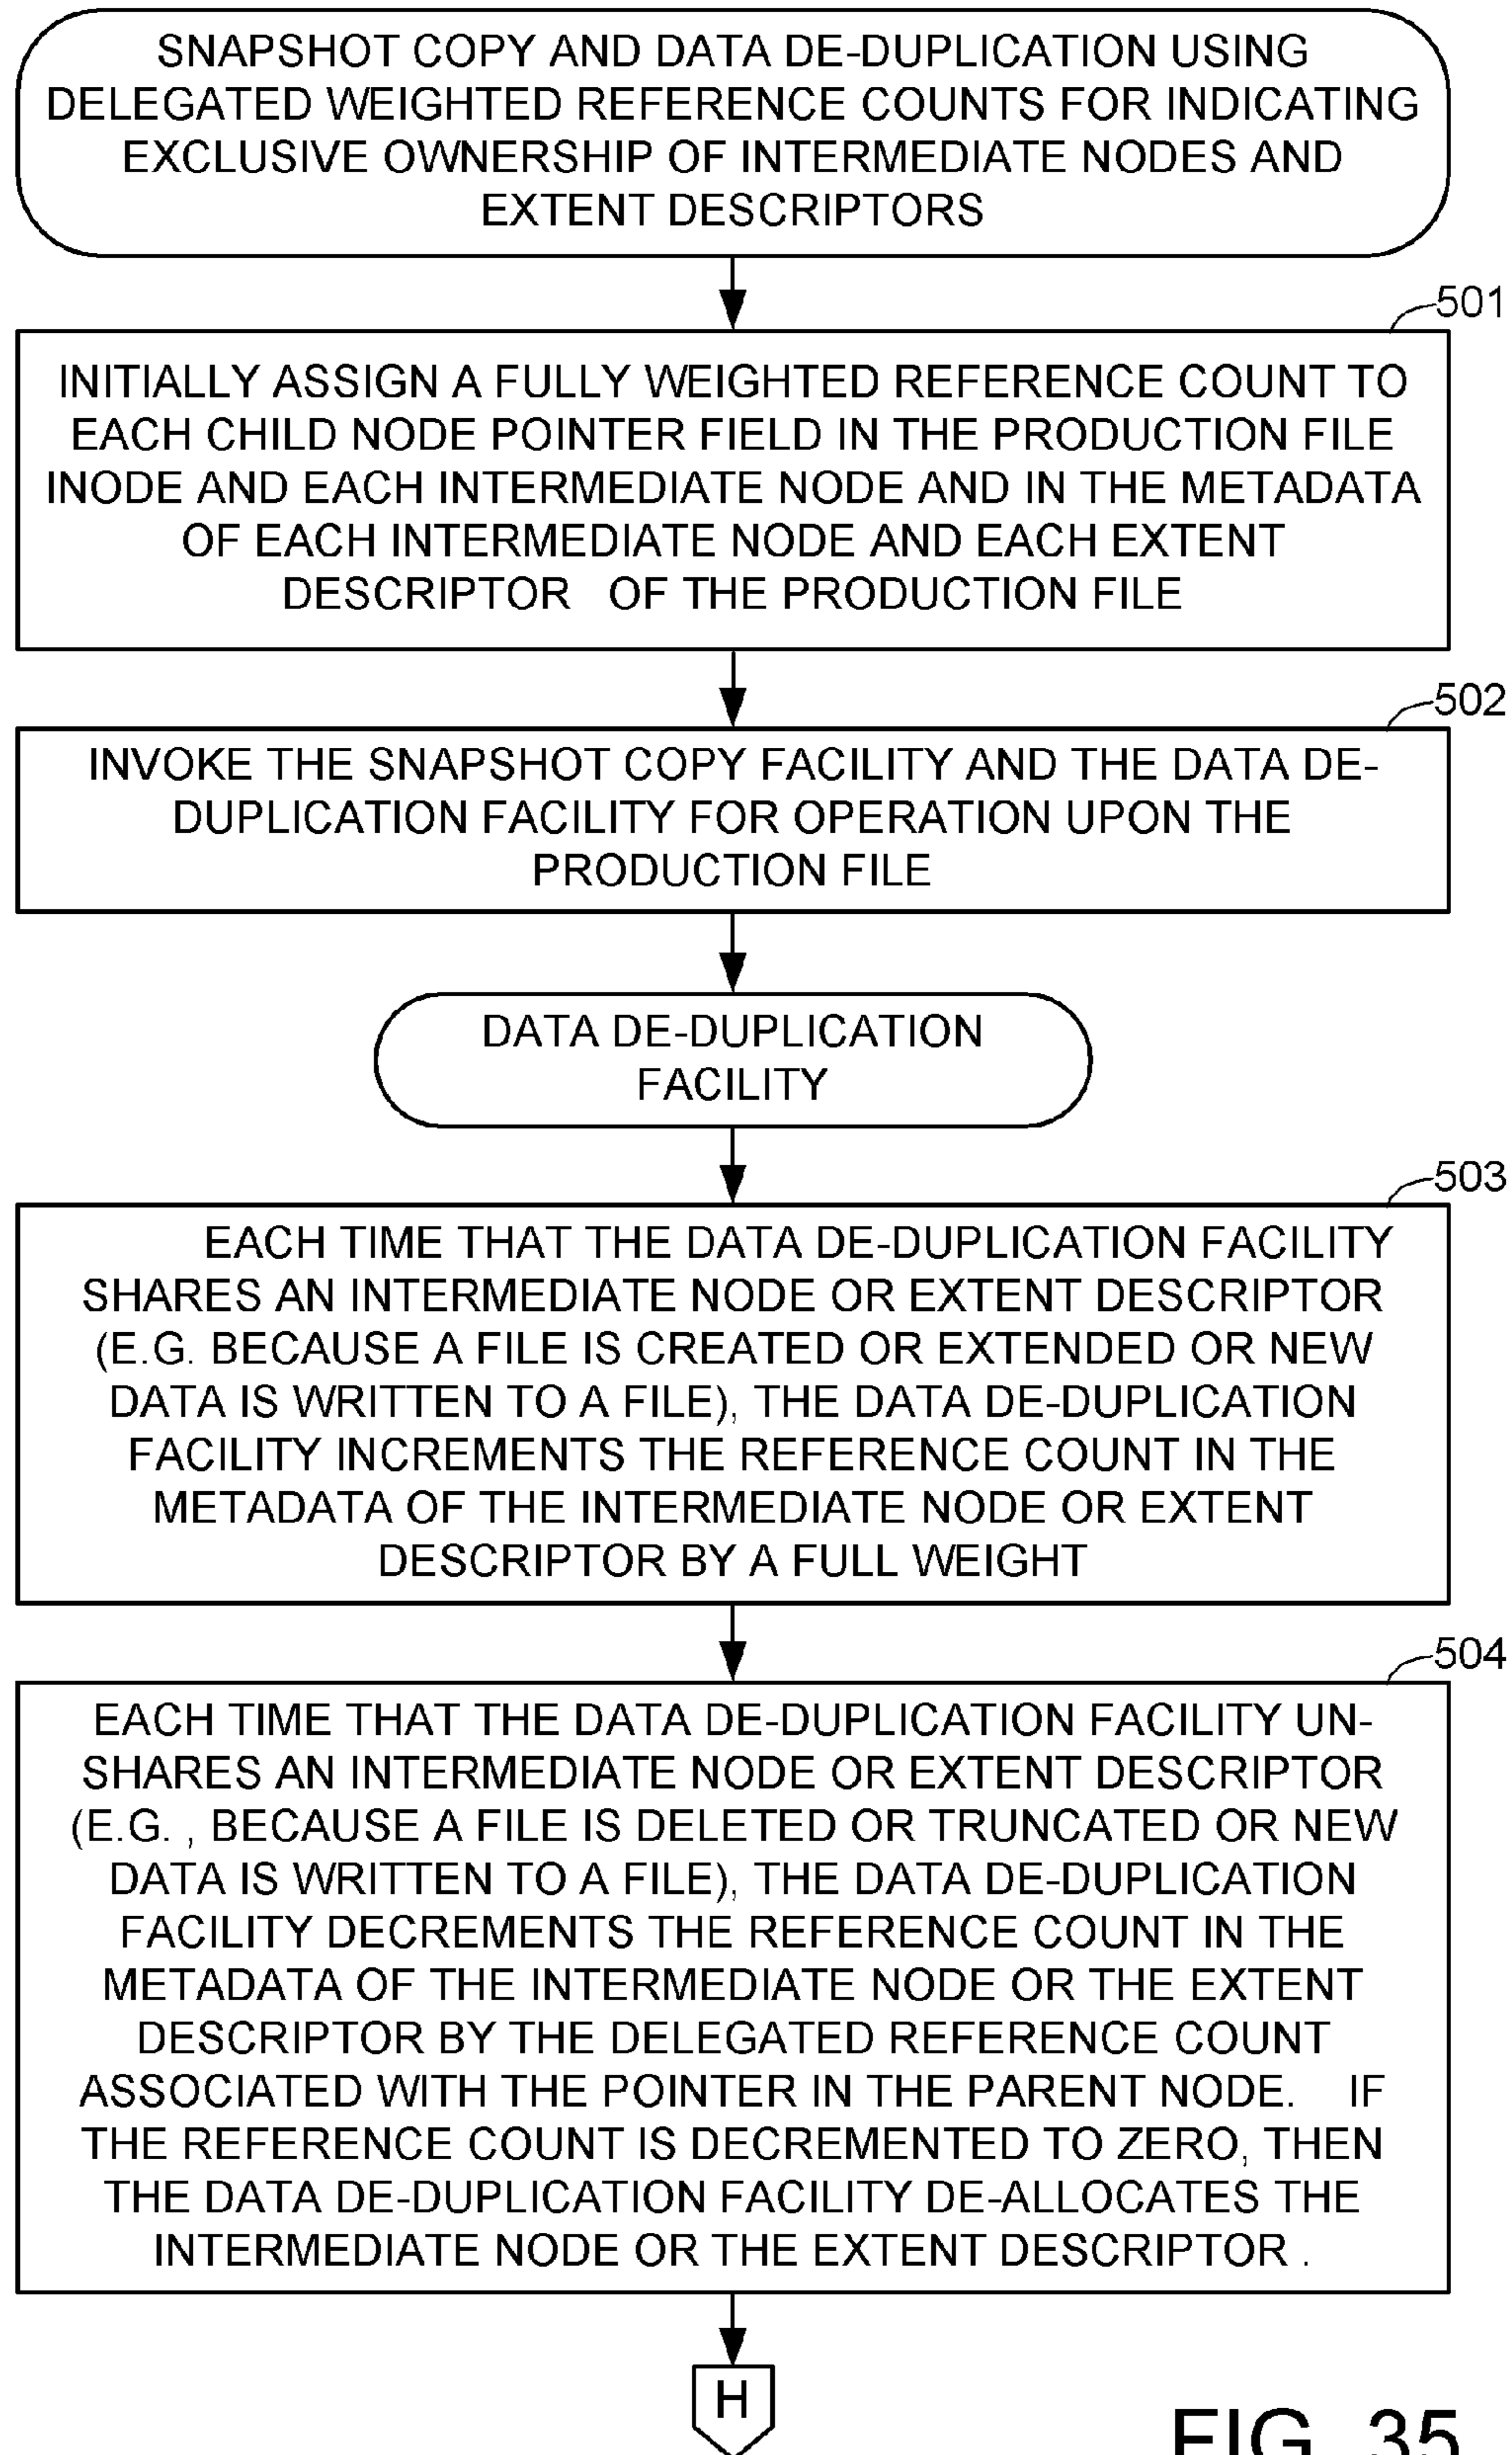 SNAPSHOT COPY AND DATA DE-DUPLICATION USING
DELEGATED WEIGHTED REFERENCE COUNTS FOR INDICATING
EXCLUSIVE OWNERSHIP OF INTERMEDIATE NODES AND
EXTENT DESCRIPTORS
501
INITIALLY ASSIGN A FULLY WEIGHTED REFERENCE COUNT TO
EACH CHILD NODE POINTER FIELD IN THE PRODUCTION FILE
INODE AND EACH INTERMEDIATE NODE AND IN THE METADATA
OF EACH INTERMEDIATE NODE AND EACH EXTENT
DESCRIPTOR OF THE PRODUCTION FILE
502
INVOKE THE SNAPSHOT COPY FACILITY AND THE DATA DE-
DUPLICATION FACILITY FOR OPERATION UPON THE
PRODUCTION FILE
DATA DE-DUPLICATION
FACILITY
503
EACH TIME THAT THE DATA DE-DUPLICATION FACILITY
SHARES AN INTERMEDIATE NODE OR EXTENT DESCRIPTOR
(E.G. BECAUSE A FILE IS CREATED OR EXTENDED OR NEW
DATA IS WRITTEN TO A FILE), THE DATA DE-DUPLICATION
FACILITY INCREMENTS THE REFERENCE COUNT IN THE
METADATA OF THE INTERMEDIATE NODE OR EXTENT
DESCRIPTOR BY A FULL WEIGHT
504
EACH TIME THAT THE DATA DE-DUPLICATION FACILITY UN-
SHARES AN INTERMEDIATE NODE OR EXTENT DESCRIPTOR
(E.G. , BECAUSE A FILE IS DELETED OR TRUNCATED OR NEW
DATA IS WRITTEN TO A FILE), THE DATA DE-DUPLICATION
FACILITY DECREMENTS THE REFERENCE COUNT IN THE
METADATA OF THE INTERMEDIATE NODE OR THE EXTENT
DESCRIPTOR BY THE DELEGATED REFERENCE COUNT
ASSOCIATED WITH THE POINTER IN THE PARENT NODE. IF
THE REFERENCE COUNT IS DECREMENTED TO ZERO, THEN
THE DATA DE-DUPLICATION FACILITY DE-ALLOCATES THE
INTERMEDIATE NODE OR THE EXTENT DESCRIPTOR .
H
FIG. 35